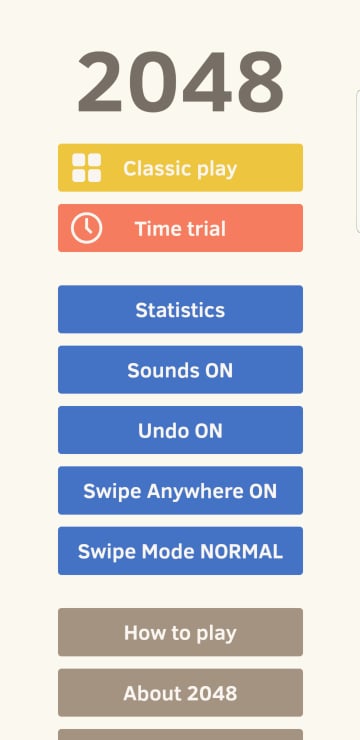 2048
Classic play
Time trial
Statistics
Sounds ON
Undo ON
Swipe Anywhere ON
Swipe Mode NORMAL
How to play
About 2048